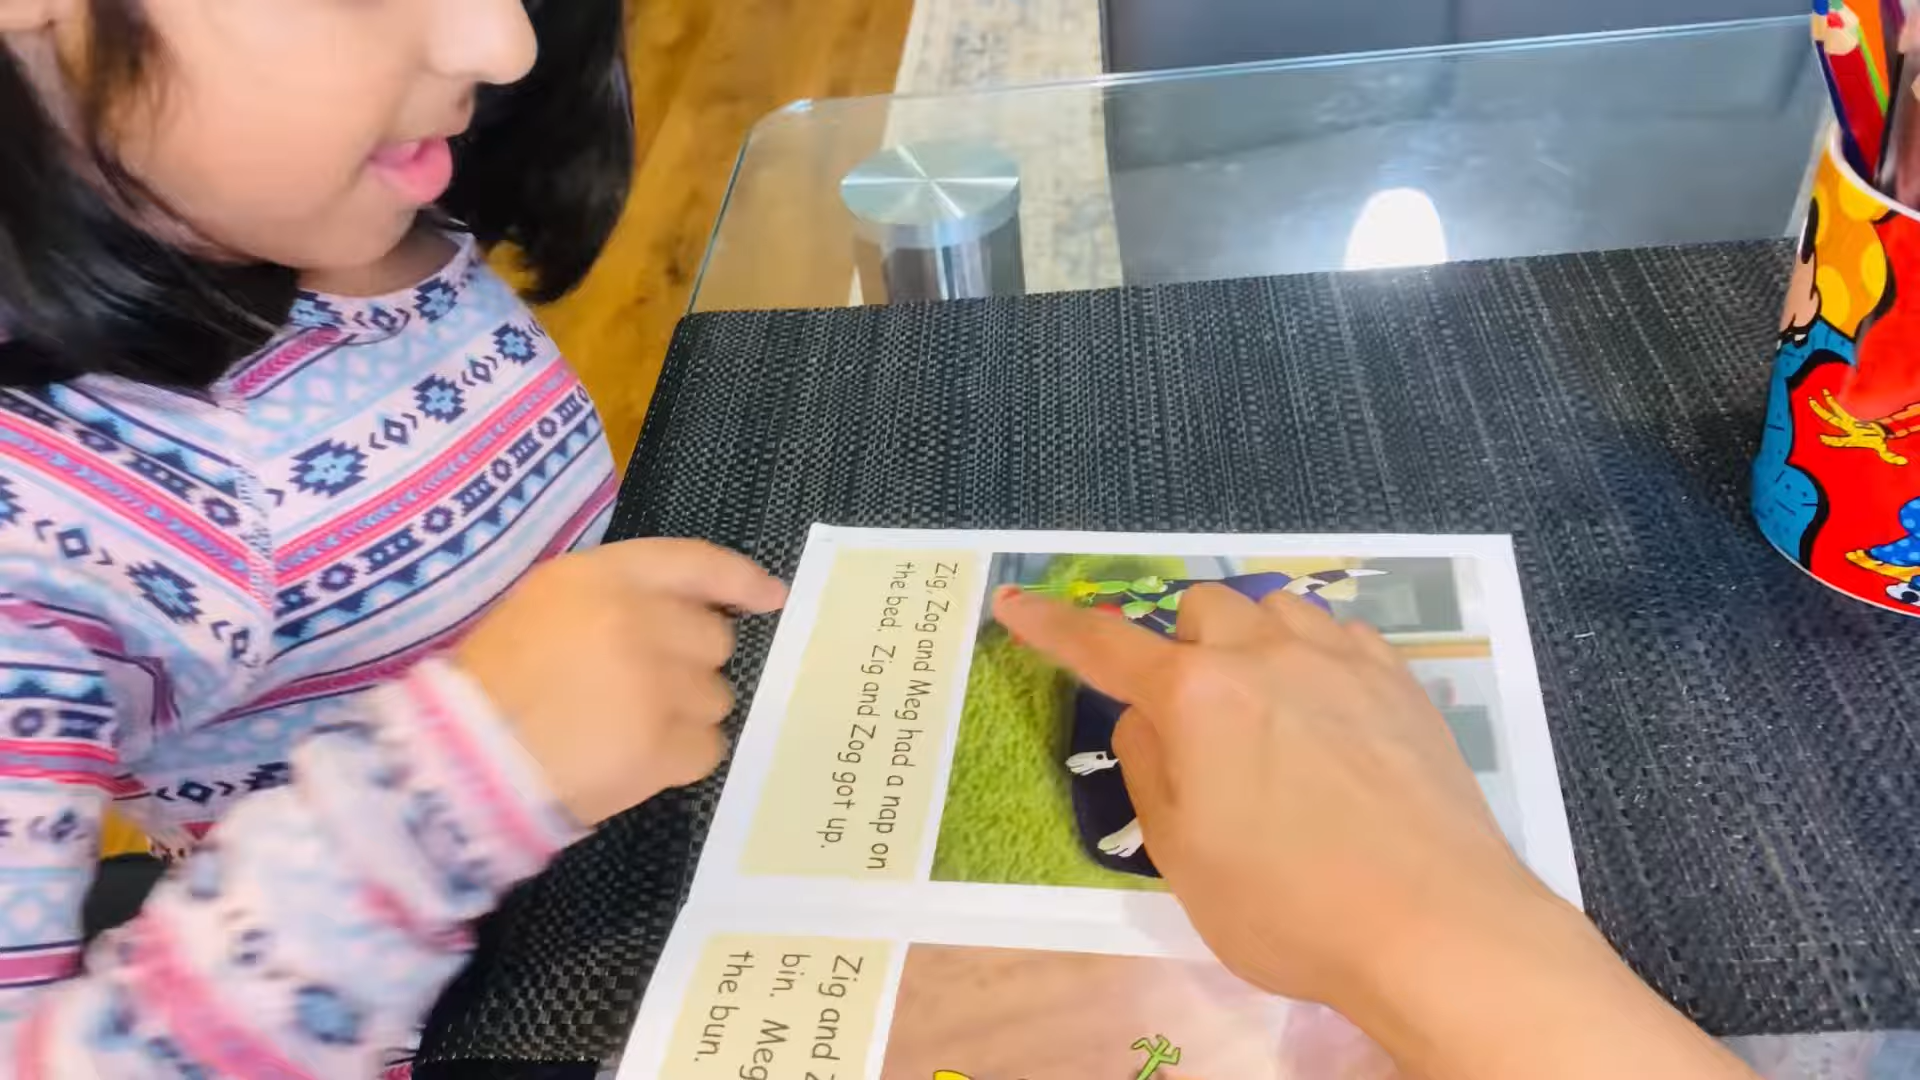 Zig, Zog and Meg had a nap on
the bed. Zig and Zog got up.
Zig and
bin. Meg
the bun.